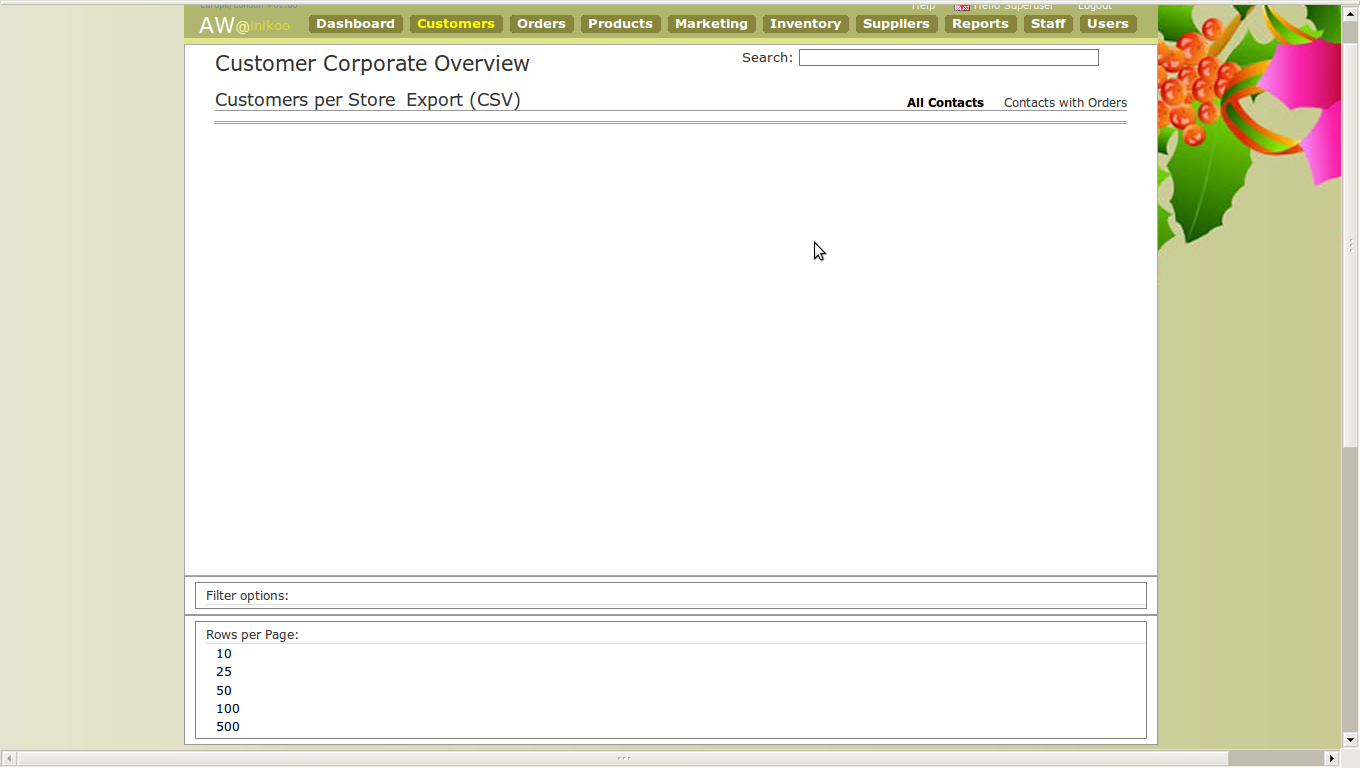 Europe/London +01:00
Help Hello Superuser Logout
AW@inikoo Dashboard Customers Orders Products Marketing Inventory Suppliers Reports Staff Users
Customer Corporate Overview Search:
Customers per Store Export (CSV) All Contacts Contacts with Orders
Filter options:
Rows per Page:
10
25
50
100
500